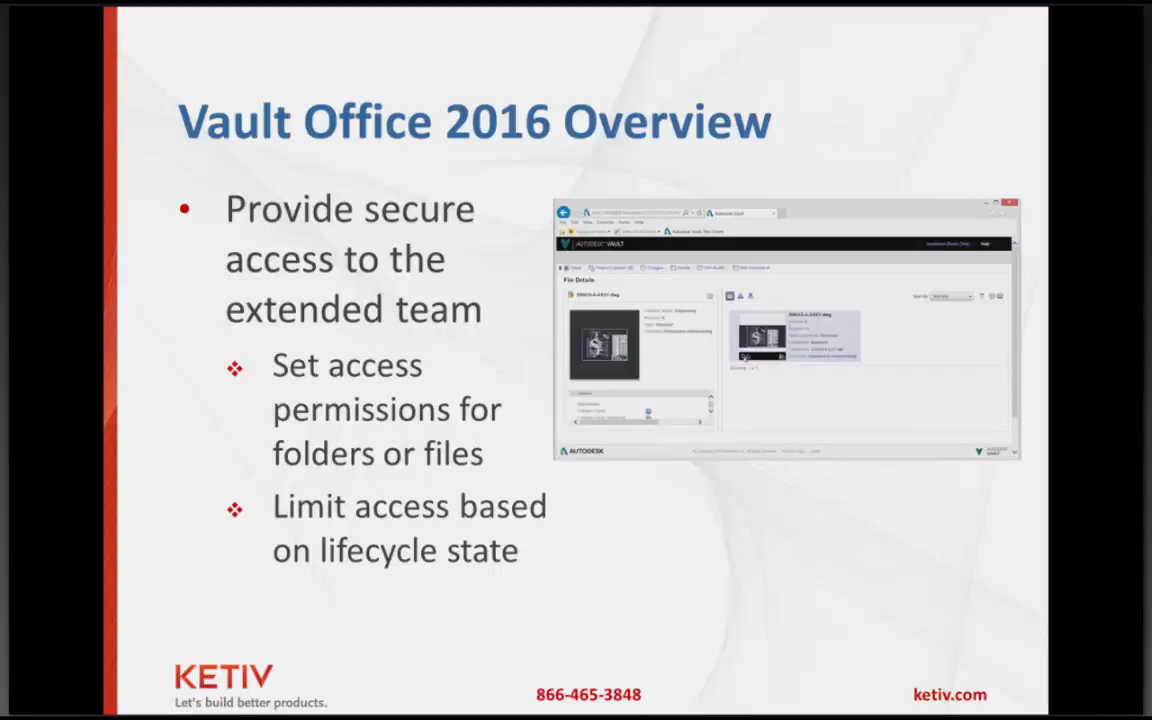 Vault Office 2016 Overview
Provide secure
access to the
extended team
Set access
permissions for
folders or files
Limit access based
on lifecycle state
AUTODESK VAULT
File Details
AUTODESK
KETIV
Let's build better products.
866-465-3848
ketiv.com